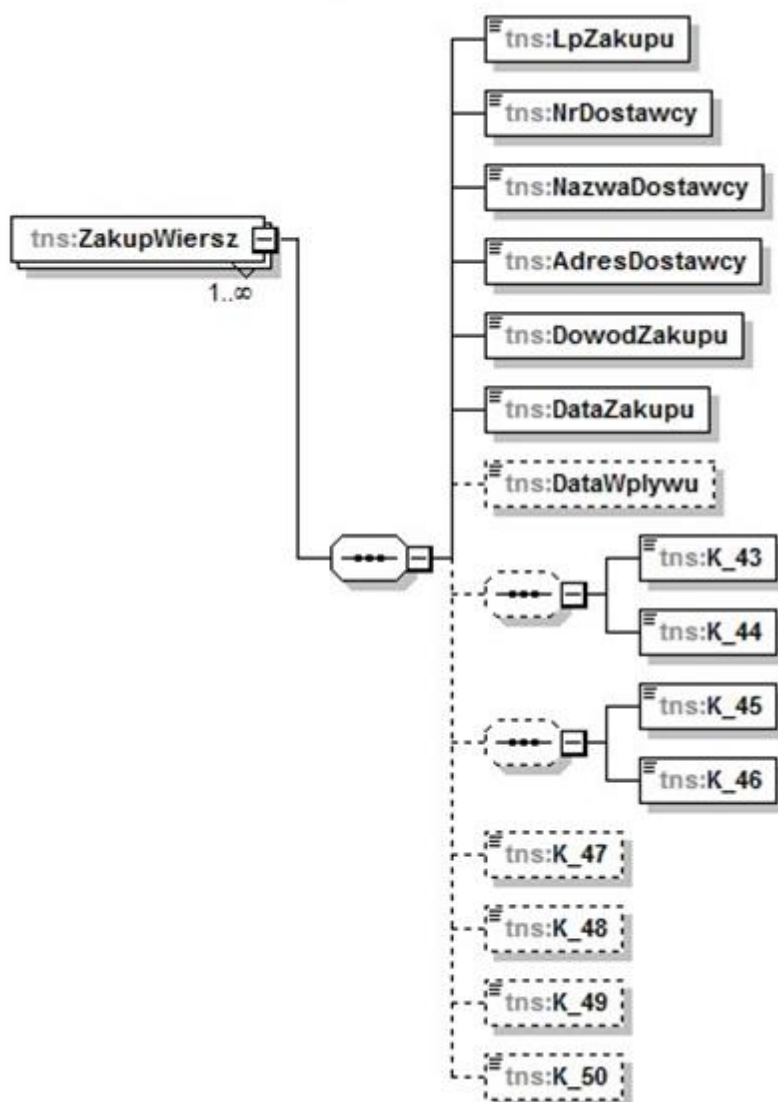 tns:LpZakupu
tns:NrDostawcy
tns:NazwaDostawcy
tns:ZakupWiersz
1..∞
tns:AdresDostawcy
tns:DowodZakupu
tns:DataZakupu
tns:DataWplywu
tns:K_43
tns:K_44
tns:K_45
tns:K_46
tns:K_47
tns:K_48
tns:K_49
tns:K_50